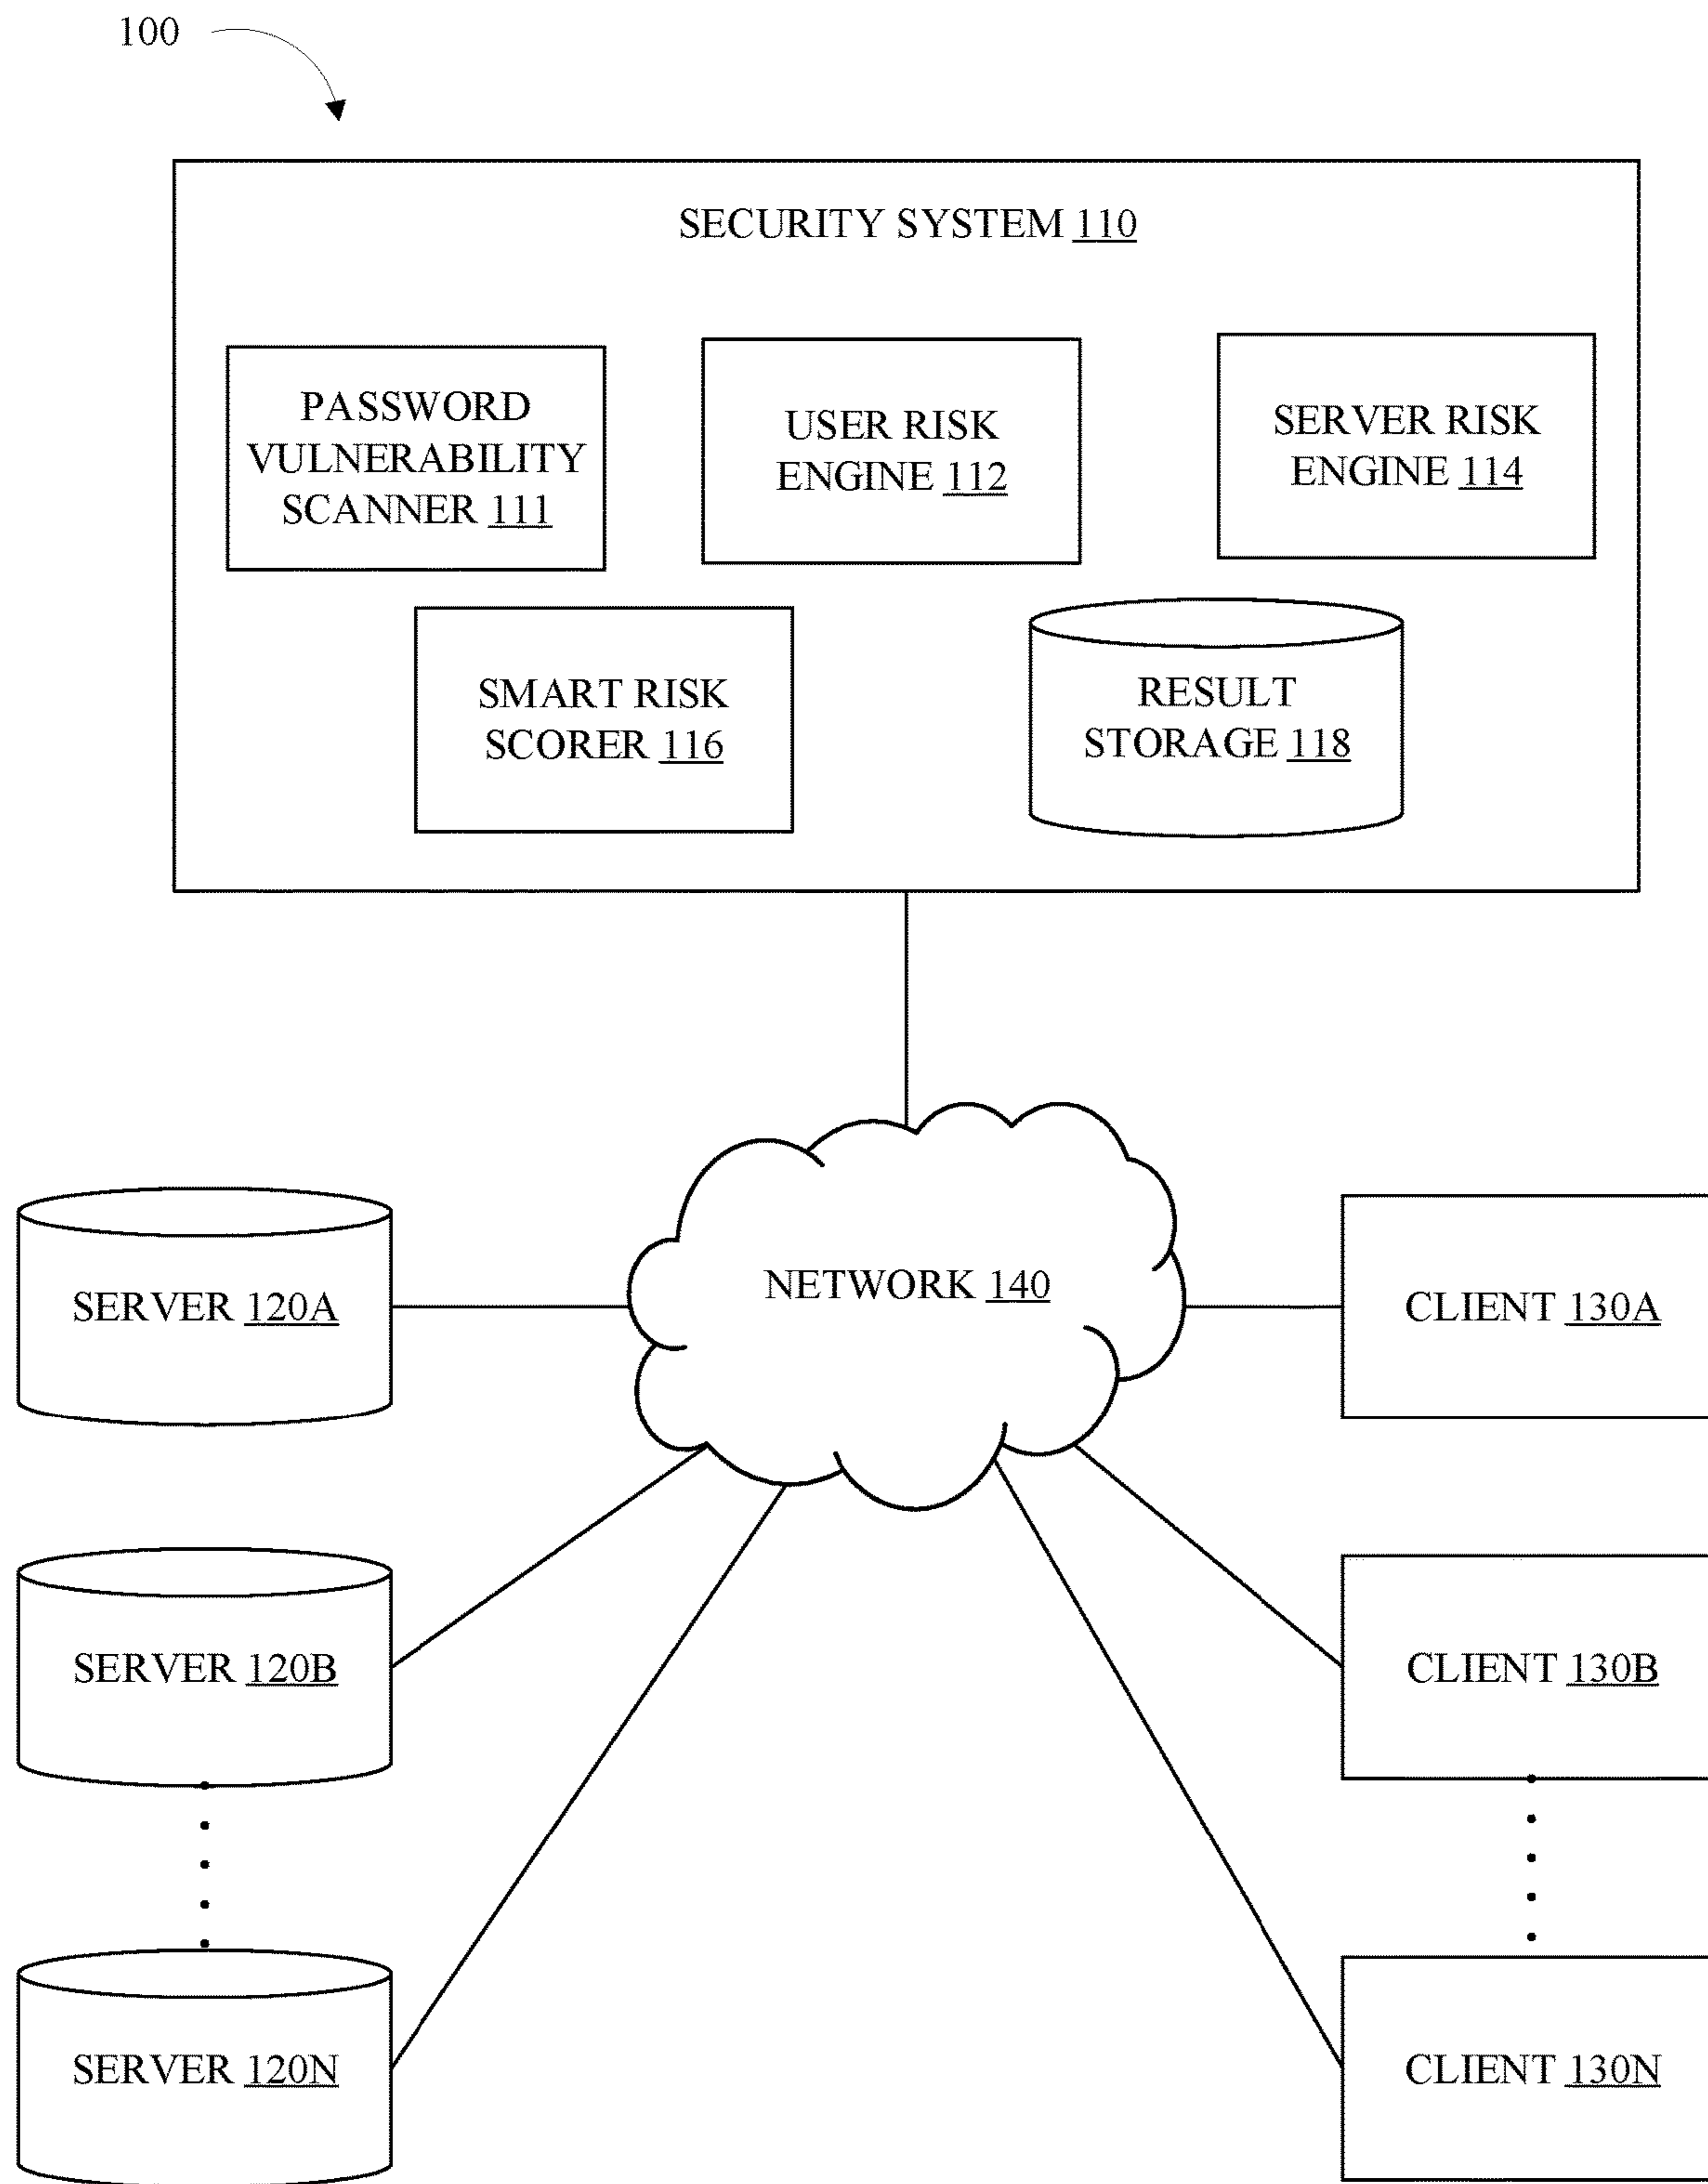 100
SECURITY SYSTEM 110
PASSWORD
VULNERABILITY
SCANNER 111
USER RISK
ENGINE 112
SERVER RISK
ENGINE 114
SMART RISK
SCORER 116
RESULT
STORAGE 118
NETWORK 140
SERVER 120A
CLIENT 130A
SERVER 120B
CLIENT 130B
SERVER 120N
CLIENT 130N